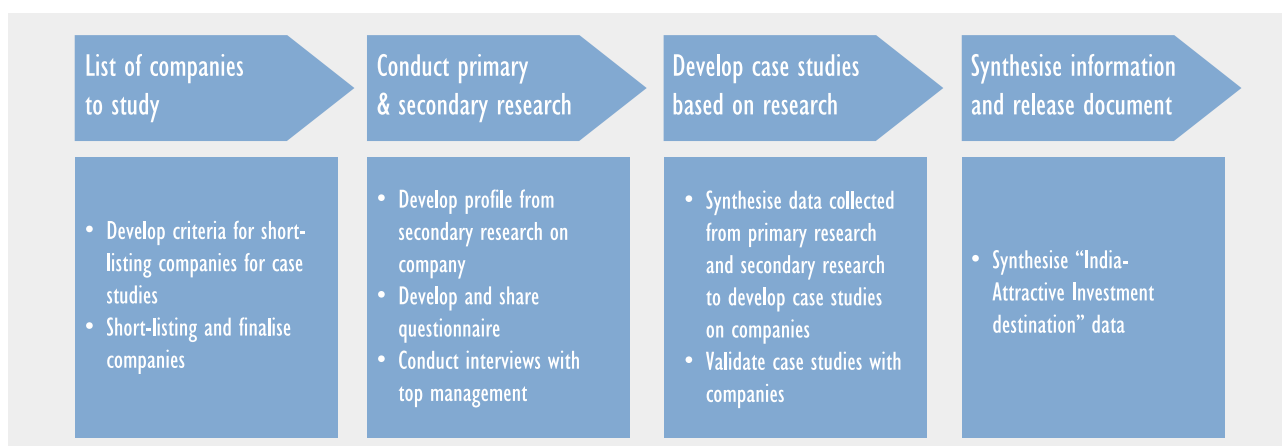 List of companies
to study
Conduct primary
& secondary research
Develop case studies
based on research
Synthesise information
and release document
• Develop criteria for short-
listing companies for case
studies
• Short-listing and finalise
companies
• Develop profile from
secondary research on
company
• Develop and share
questionnaire
• Conduct interviews with
top management
• Synthesise data collected
from primary research
and secondary research
to develop case studies
on companies
• Validate case studies with
companies
• Synthesise “India-
Attractive Investment
destination” data